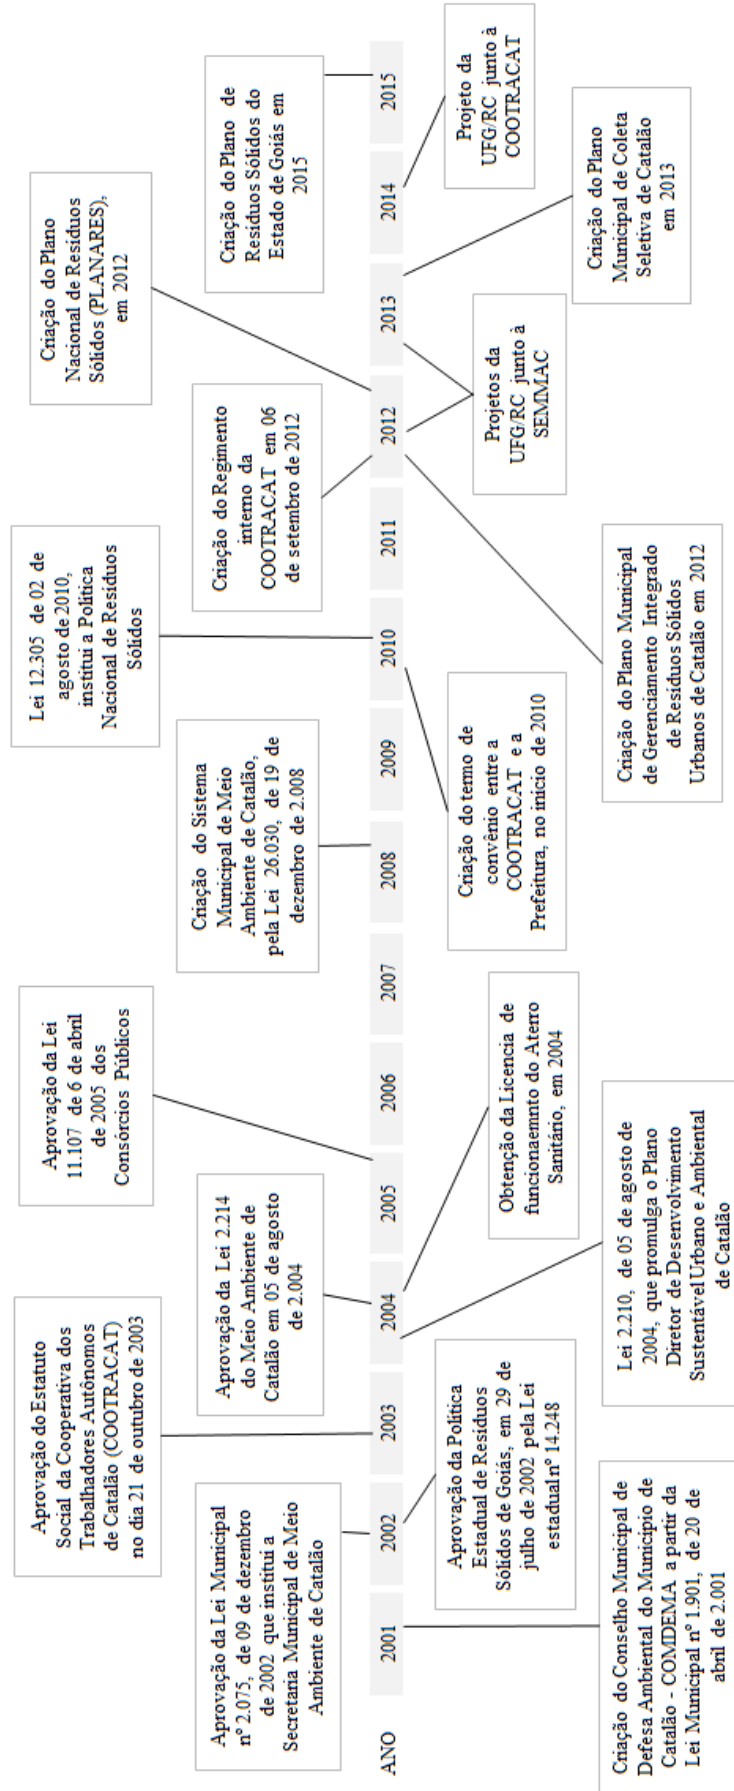 Aprovação do Estatuto
Social da Cooperativa dos
Trabalhadores Autônomos
de Catalão (COOTRACAT)
no dia 21 de outubro de 2003
Aprovação da Lei
11.107 de 6 de abril
de 2005 dos
Consórcios Públicos
Lei 12.305 de 02 de
agosto de 2010,
institui a Política
Nacional de Resíduos
Sólidos
Criação do Plano
Nacional de Resíduos
Sólidos (PLANARES),
em 2012
Aprovação da Lei Municipal
nº 2.075, de 09 de dezembro
de 2002 que institui a
Secretaria Municipal de Meio
Ambiente de Catalão
Aprovação da Lei 2.214
do Meio Ambiente de
Catalão em 05 de agosto
de 2.004
Criação do Sistema
Municipal de Meio
Ambiente de Catalão,
pela Lei 26.030, de 19 de
dezembro de 2.008
Criação do Regimento
interno da
COOTRACAT em 06
de setembro de 2012
Criação do Plano de
Resíduos Sólidos do
Estado de Goiás em
2015
ANO 2001 2002 2003 2004 2005 2006 2007 2008 2009 2010 2011 2012 2013 2014 2015
Aprovação da Política
Estadual de Resíduos
Sólidos de Goiás, em 29 de
julho de 2002 pela Lei
estadual nº 14.248
Obtenção da Licencia de
funcionaemnto do Aterro
Sanitário, em 2004
Criação do termo de
convênio entre a
COOTRACAT e a
Prefeitura, no inicio de 2010
Projetos da
UFG/RC junto à
SEMMAC
Projeto da
UFG/RC junto à
COOTRACAT
Criação do Conselho Municipal de
Defesa Ambiental do Municipio de
Catalão - COMDEMA a partir da
Lei Municipal nº 1.901, de 20 de
abril de 2.001
Lei 2.210, de 05 de agosto de
2004, que promulga o Plano
Diretor de Desenvolvimento
Sustentável Urbano e Ambiental
de Catalão
Criação do Plano Municipal
de Gerenciamento Integrado
de Resíduos Sólidos
Urbanos de Catalão em 2012
Criação do Plano
Municipal de Coleta
Seletiva de Catalão
em 2013